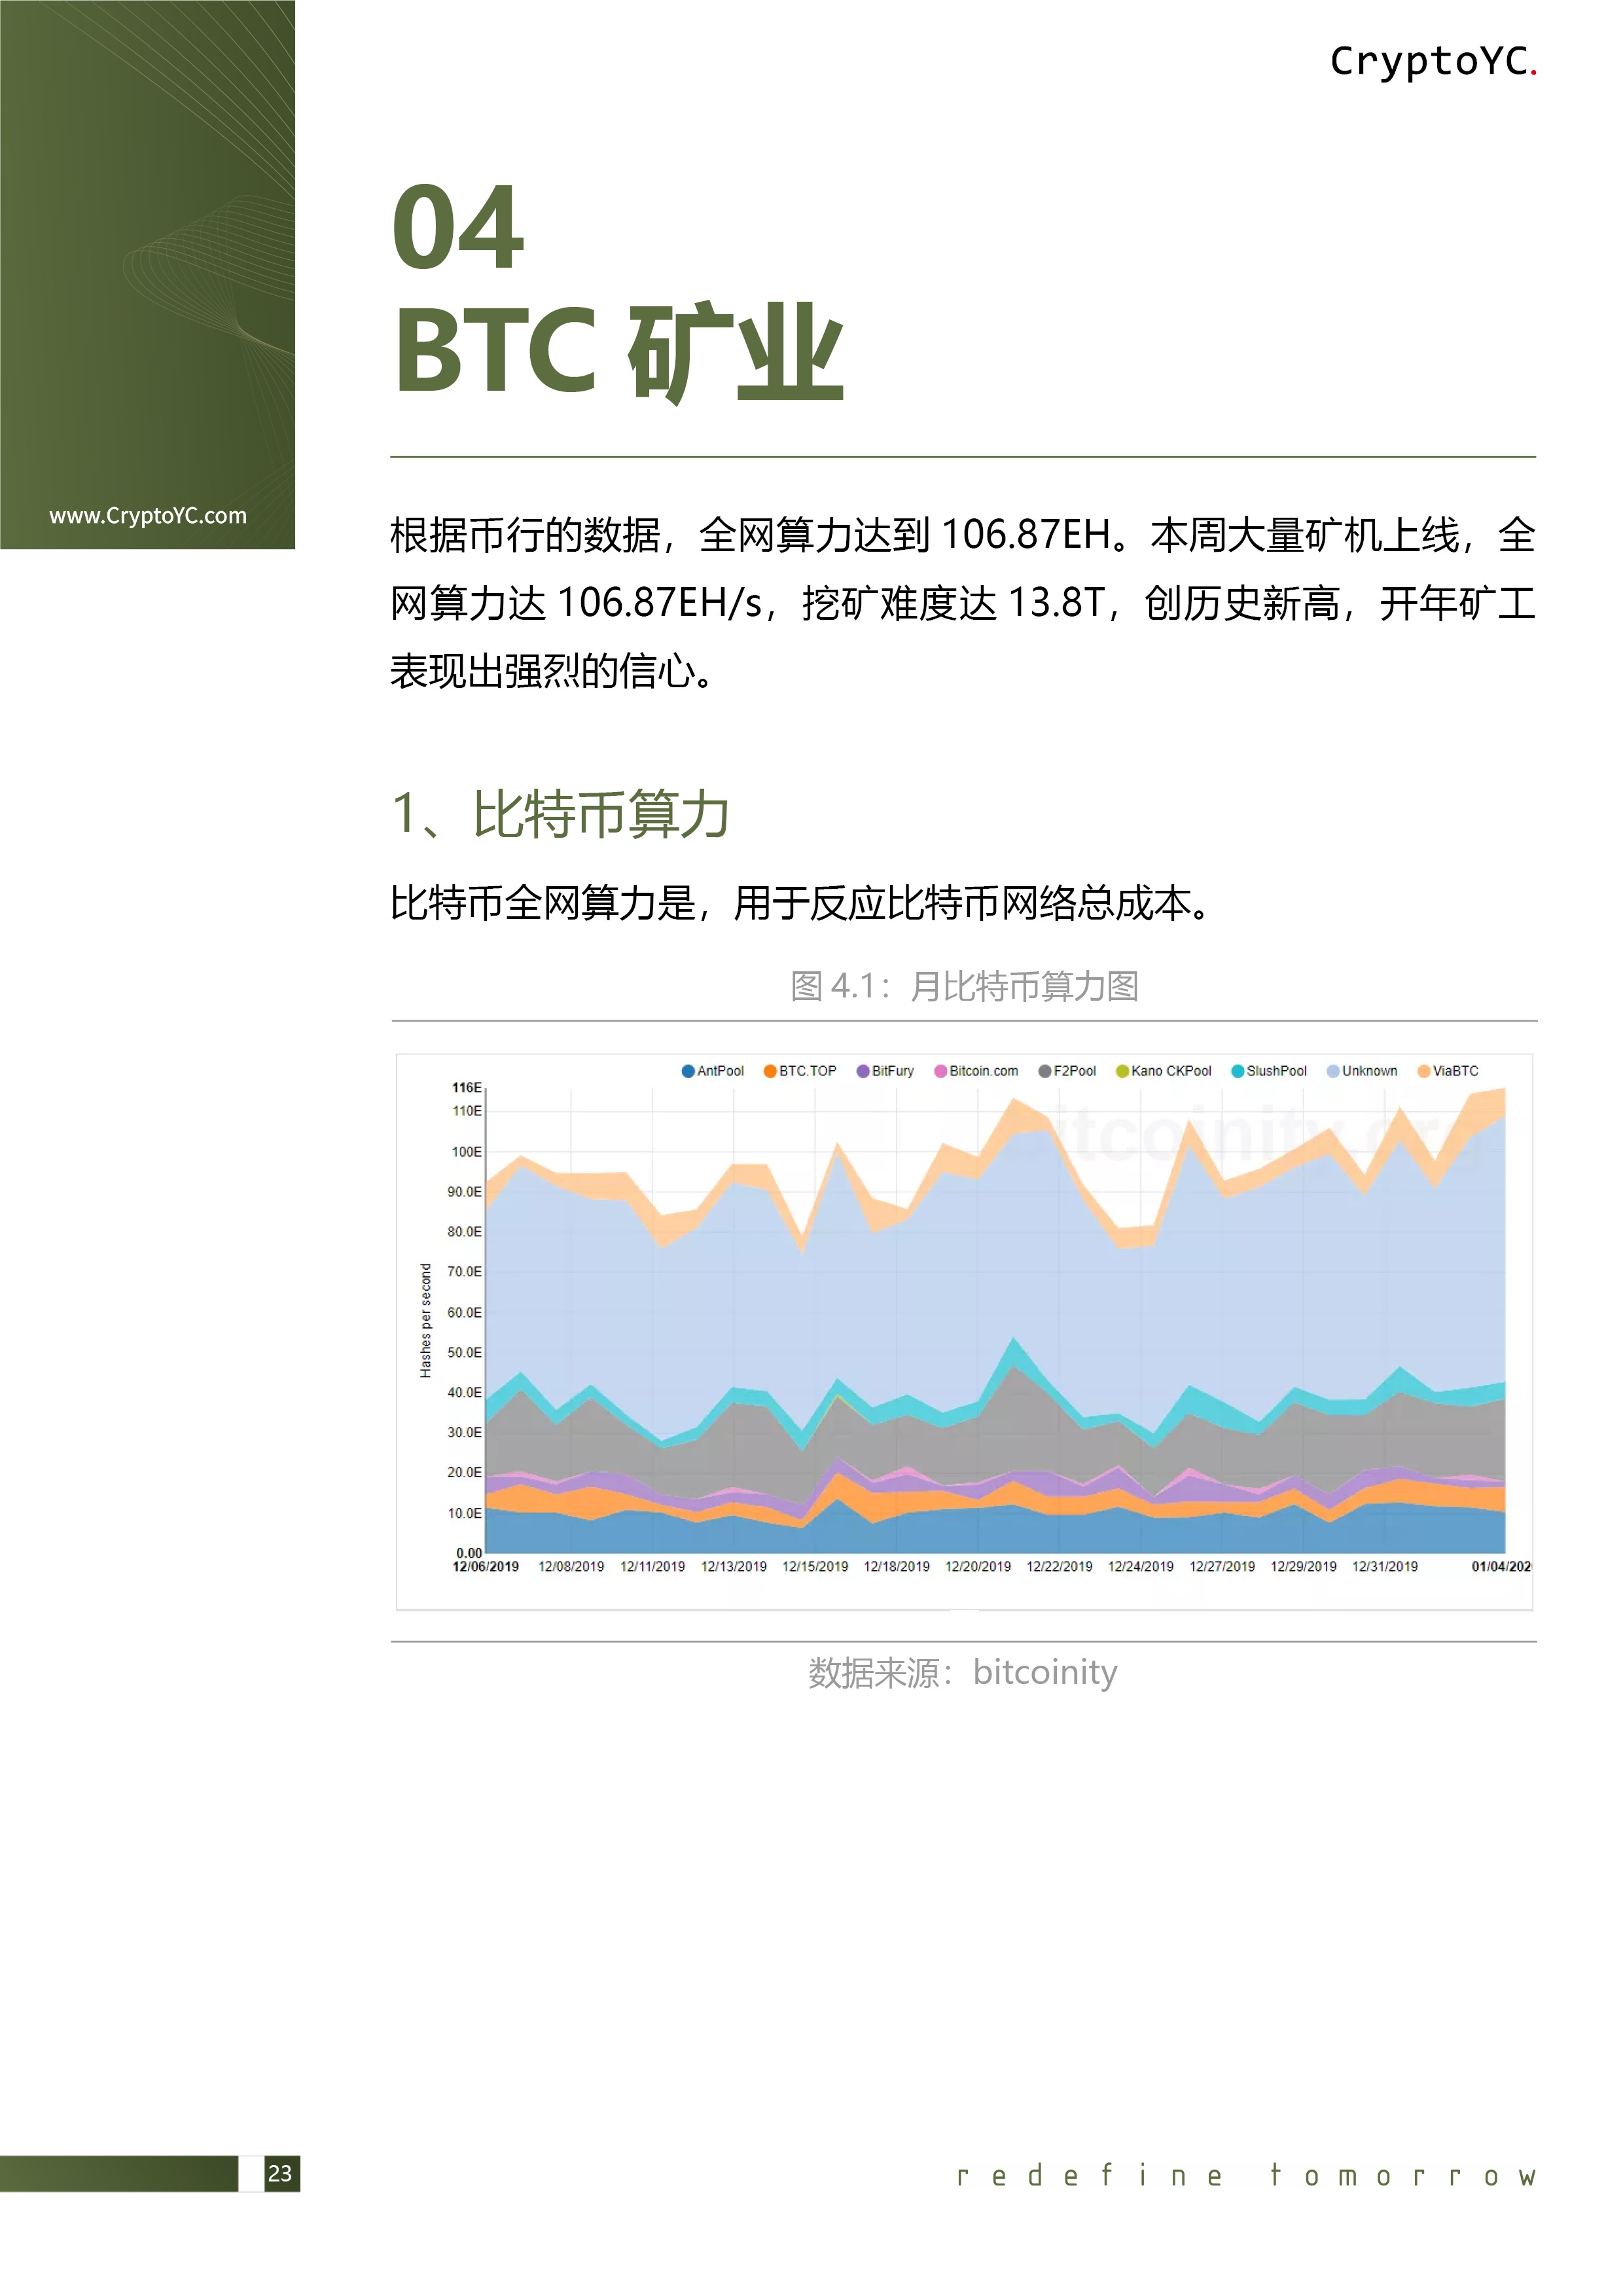 CryptoYC.
04
BTC 矿业
www.CryptoYC.com
根据币行的数据，全网算力达到 106.87EH。本周大量矿机上线，全
网算力达 106.87EH/s，挖矿难度达 13.8T，创历史新高，开年矿工
表现出强烈的信心。
1、比特币算力
比特币全网算力是，用于反应比特币网络总成本。
图 4.1：月比特币算力图
AntPool BTC.TOP BitFury Bitcoin.com F2Pool Kano CKPool SlushPool Unknown ViaBTC
bitcoinity.org
116E
110E
100E
90.0E
80.0E
70.0E
60.0E
50.0E
40.0E
30.0E
20.0E
10.0E
0.00
Hashes per second
12/06/2019 12/08/2019 12/11/2019 12/13/2019 12/15/2019 12/18/2019 12/20/2019 12/22/2019 12/24/2019 12/27/2019 12/29/2019 12/31/2019 01/04/202
数据来源：bitcoinity
23
redefine tomorrow